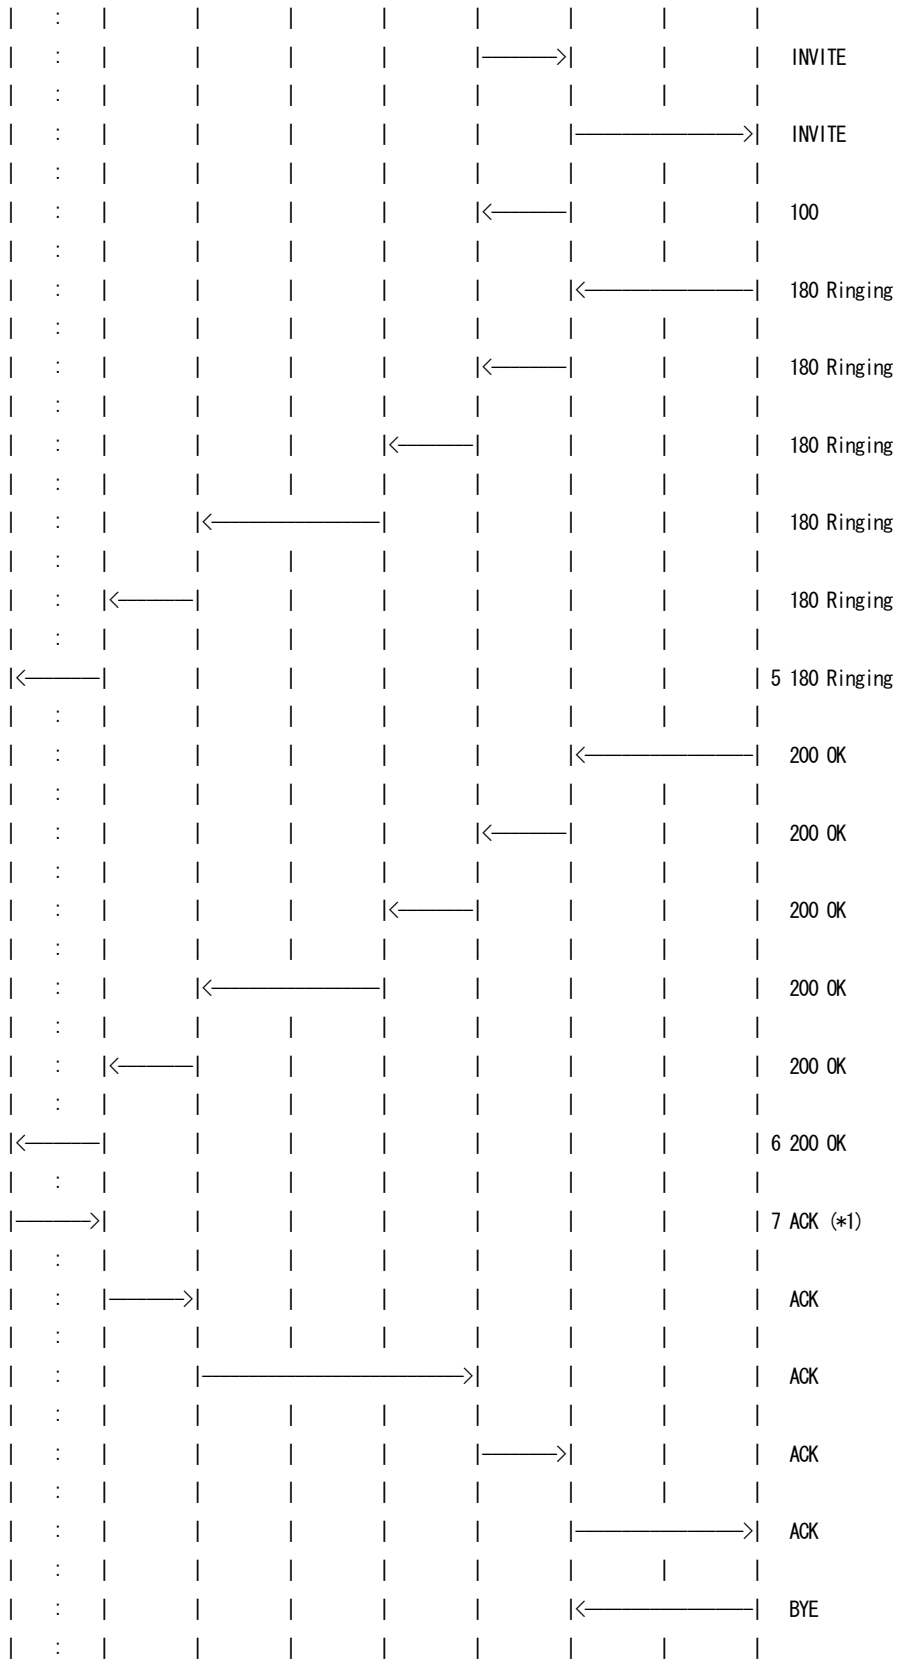 INVITE
INVITE
100
180 Ringing
180 Ringing
180 Ringing
180 Ringing
180 Ringing
5 180 Ringing
200 OK
200 OK
200 OK
200 OK
200 OK
6 200 OK
7 ACK (*1)
ACK
ACK
ACK
ACK
BYE